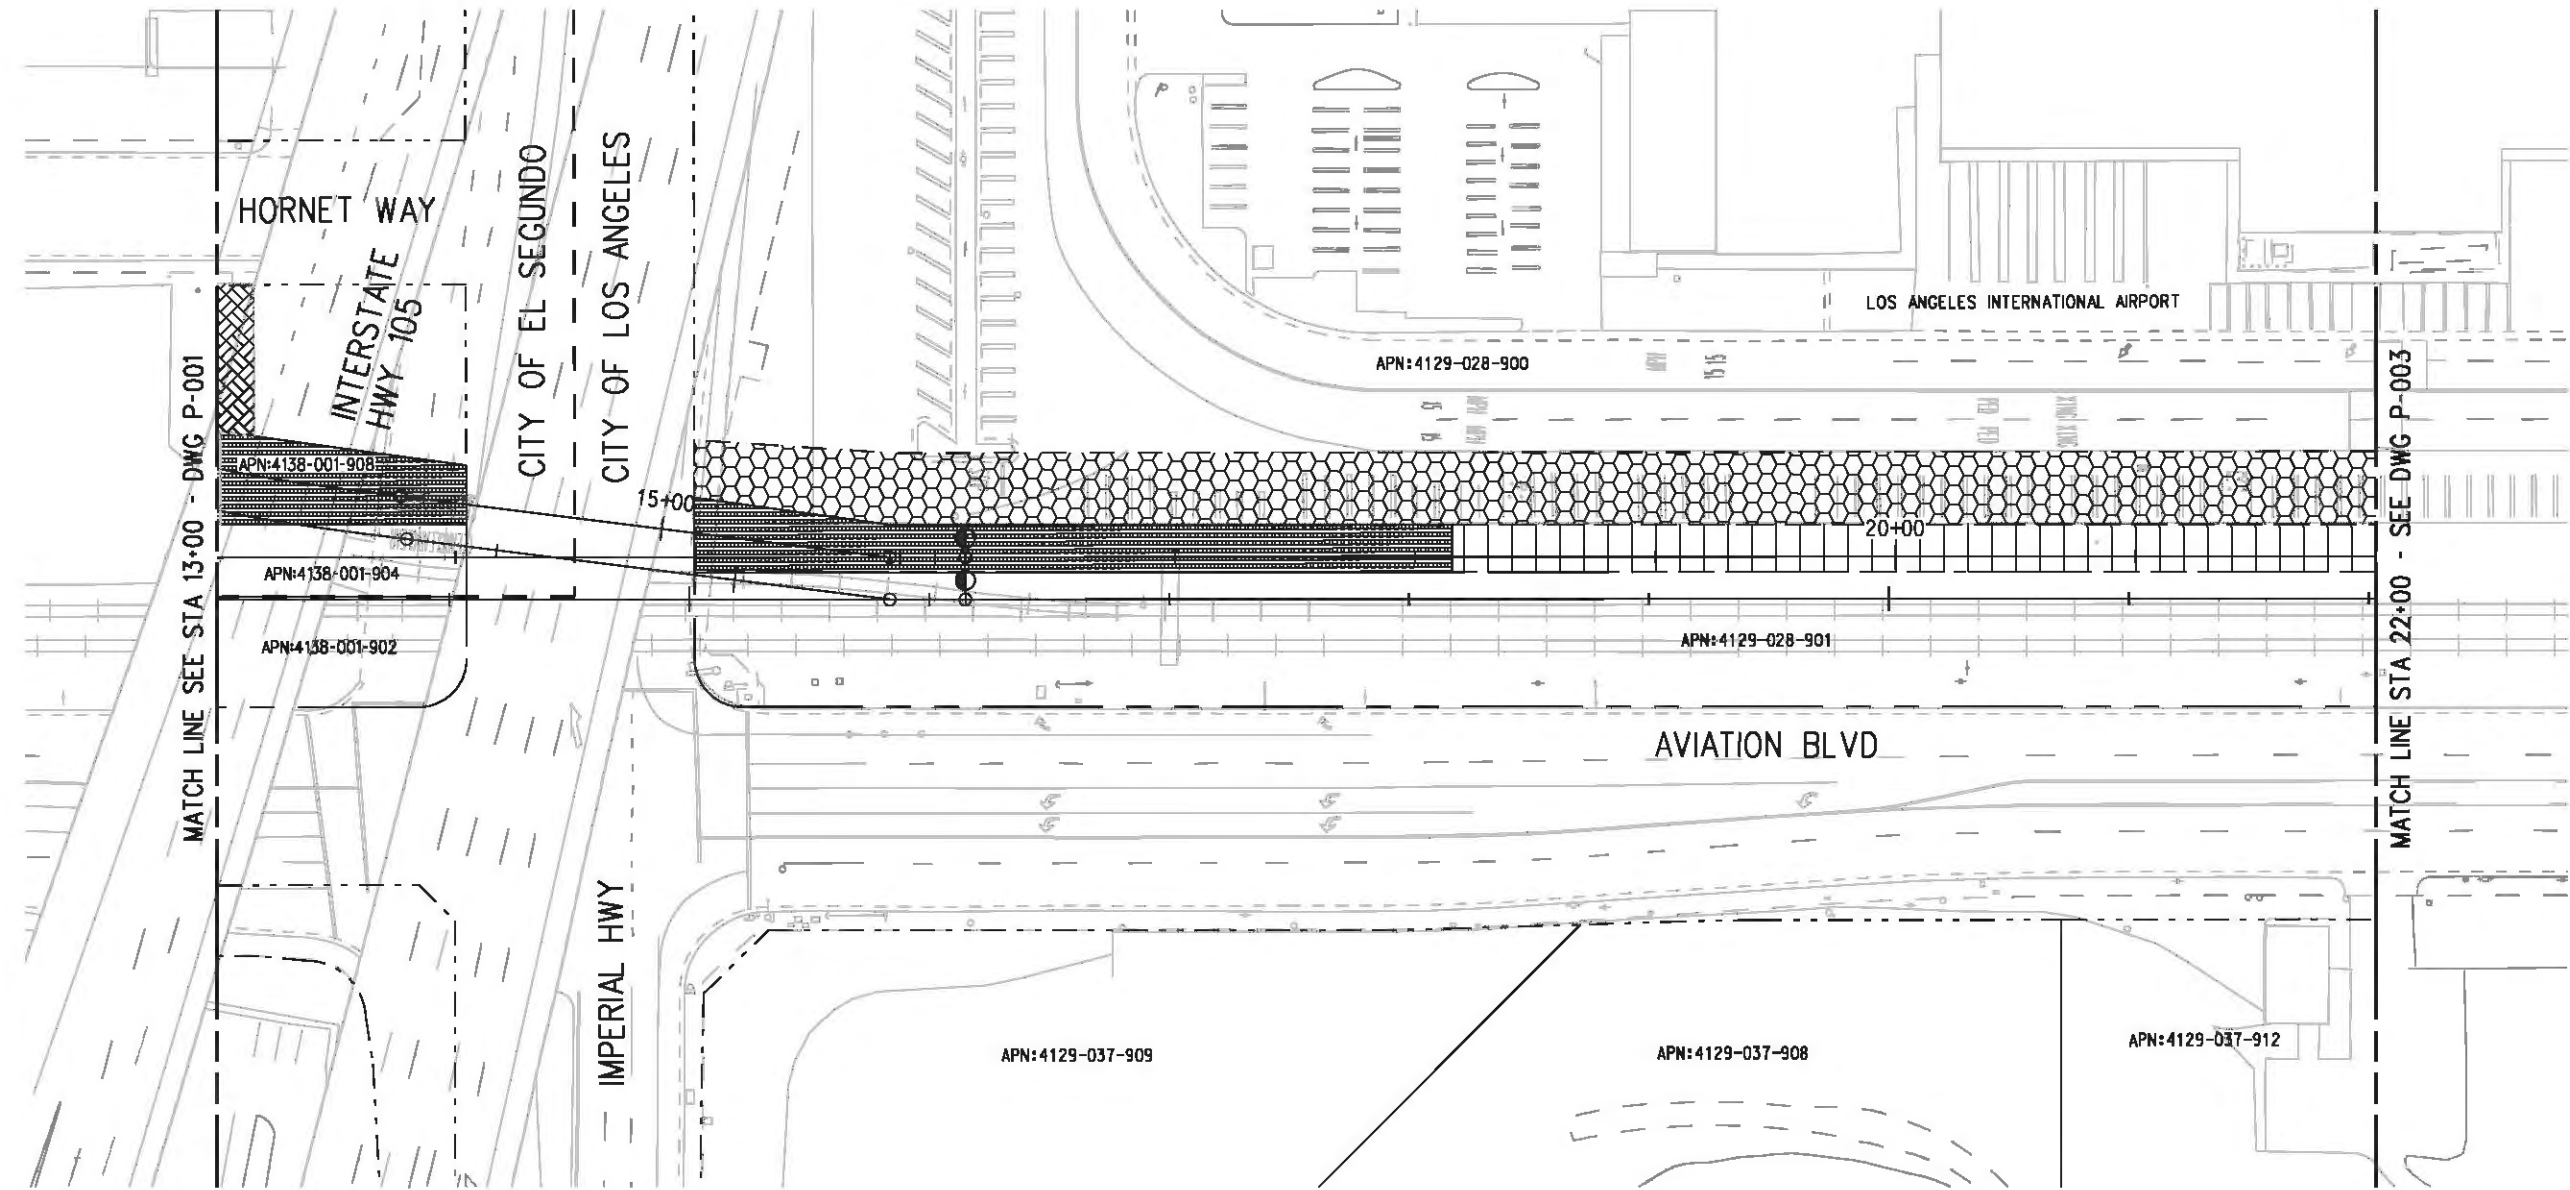 HORNET WAY
INTERSTATE
HWY 105
CITY OF EL SEGUNDO
CITY OF LOS ANGELES
LOS ANGELES INTERNATIONAL AIRPORT
APN:4129-028-900
MATCH LINE SEE STA 13+00 - DWG P-001
MATCH LINE STA 22+00 - SEE DWG P-003
APN:4138-001-908
15+00
20+00
APN:4138-001-904
APN:4138-001-902
APN:4129-028-901
AVIATION BLVD
IMPERIAL HWY
APN:4129-037-909
APN:4129-037-908
APN:4129-037-912